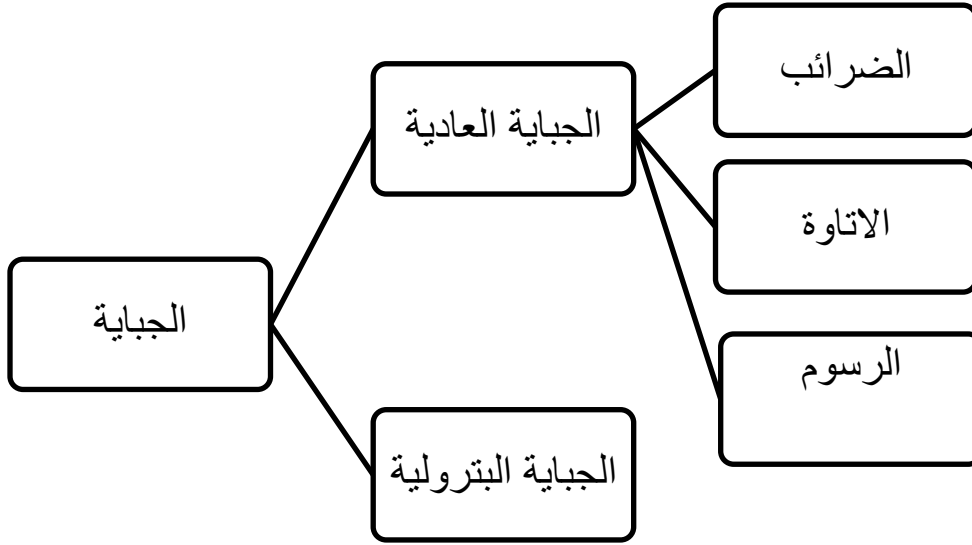 الجباية
الجباية العادية
الجباية البترولية
الضرائب
الاتاوة
الرسوم